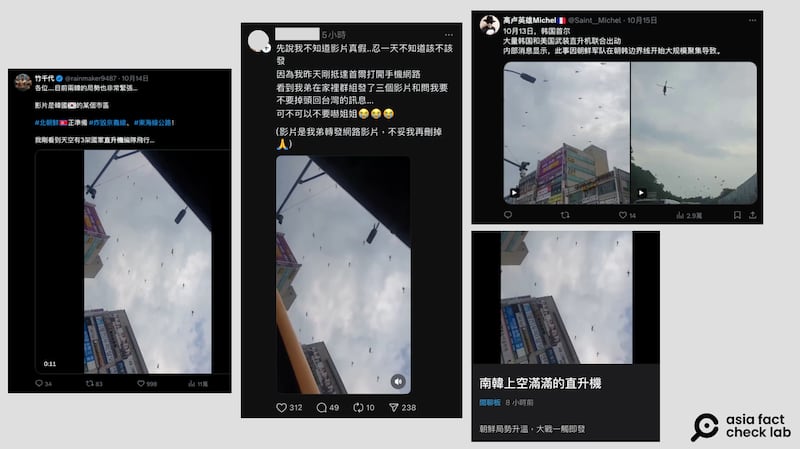 竹千代 @rainmaker9487 · 10月14日
各位....目前兩韓的局勢也非常緊張...
影片是韓國🇰🇷的某個市區
#北朝鮮🇰🇵正準備 #炸毀京義線、#東海線公路!
我剛看到天空有3架國軍直升機編隊飛行...
0:11
34 83 998 11萬
5小時
先說我不知道影片真假..忍一天不知道該不該
發
因為我昨天剛抵達首爾打開手機網路
看到我弟在家裡群組發了三個影片和問我要
不要掉頭回台灣的訊息...
可不可以不要嚇姐姐😭😭😭
(影片是我弟轉發網路影片,不妥我再刪掉
🙏)
312 49 10 238
高卢英雄Michel🇫🇷 @Saint__Michel · 10月15日
10月13日,韩国首尔
大量韩国和美国武装直升机联合出动
内部消息显示,此事因朝鲜军队在朝韩边界线开始大规模聚集导致。
14 2.9萬
南韓上空滿滿的直升機
閒聊板 8 小時前
朝鮮局勢升溫,大戰一觸即發
asia fact
check lab